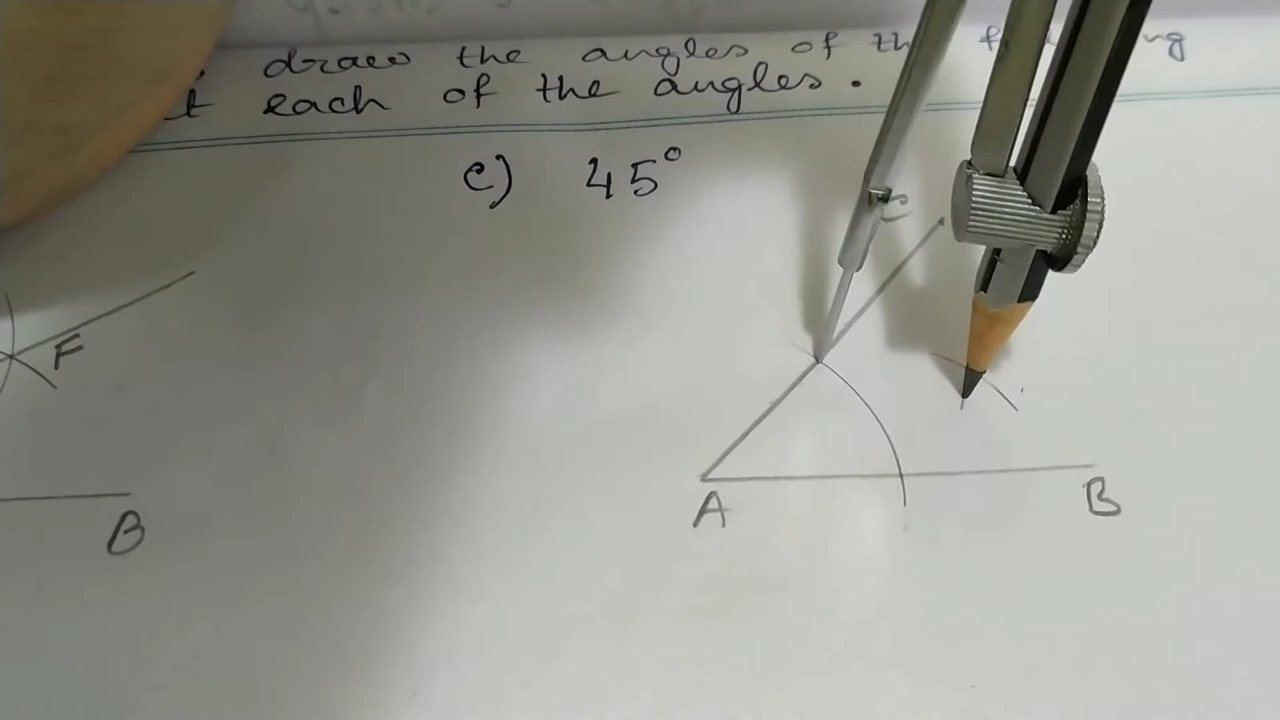 draw the angles of
each of the angles.
c) 45°
F
A
B
B